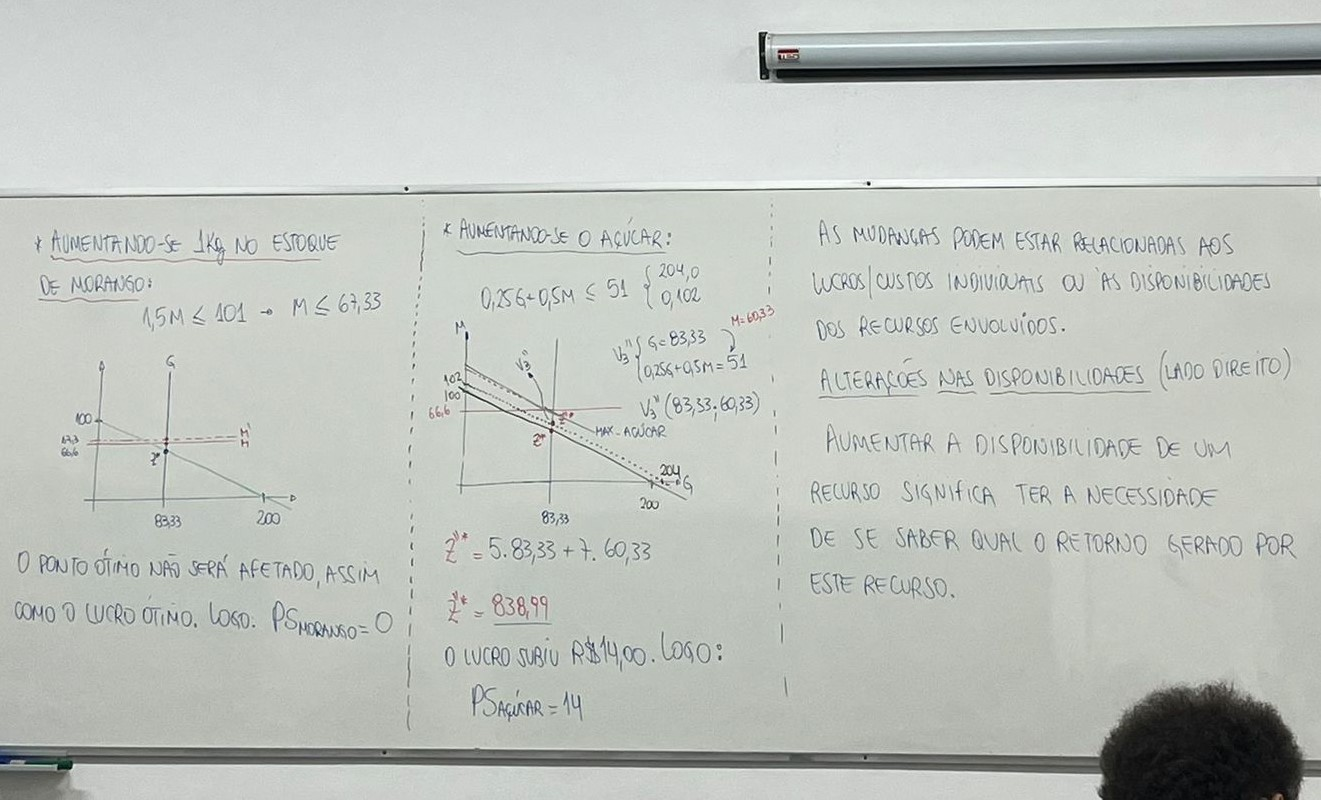 * AUMENTANDO-SE 1Kg NO ESTOQUE
DE MORANGO:
1,5M ≤ 101 → M ≤ 67,33
G
100
67,3
66,6
M'
M
Z*
83,33
200
O PONTO ÓTIMO NÃO SERÁ AFETADO, ASSIM
COMO O LUCRO ÓTIMO. LOGO: PS MORANGO = 0
* AUMENTANDO-SE O AÇÚCAR:
0,25G + 0,5M ≤ 51 { 204,0
0,102
M=60,33
M
V3''
V3'' { G = 83,33
0,25G + 0,5M = 51
V3'' (83,33; 60,33)
102
100
66,6
Z''*
MAX-AÇÚCAR
Z*
204
G
200
83,33
Z''* = 5.83,33 + 7. 60,33
Z''* = 838,99
O LUCRO SUBIU R$14,00. LOGO:
PS AÇÚCAR = 14
AS MUDANÇAS PODEM ESTAR RELACIONADAS AOS
LUCROS/CUSTOS INDIVIDUAIS OU ÀS DISPONIBILIDADES
DOS RECURSOS ENVOLVIDOS.
ALTERAÇÕES NAS DISPONIBILIDADES (LADO DIREITO)
AUMENTAR A DISPONIBILIDADE DE UM
RECURSO SIGNIFICA TER A NECESSIDADE
DE SE SABER QUAL O RETORNO GERADO POR
ESTE RECURSO.